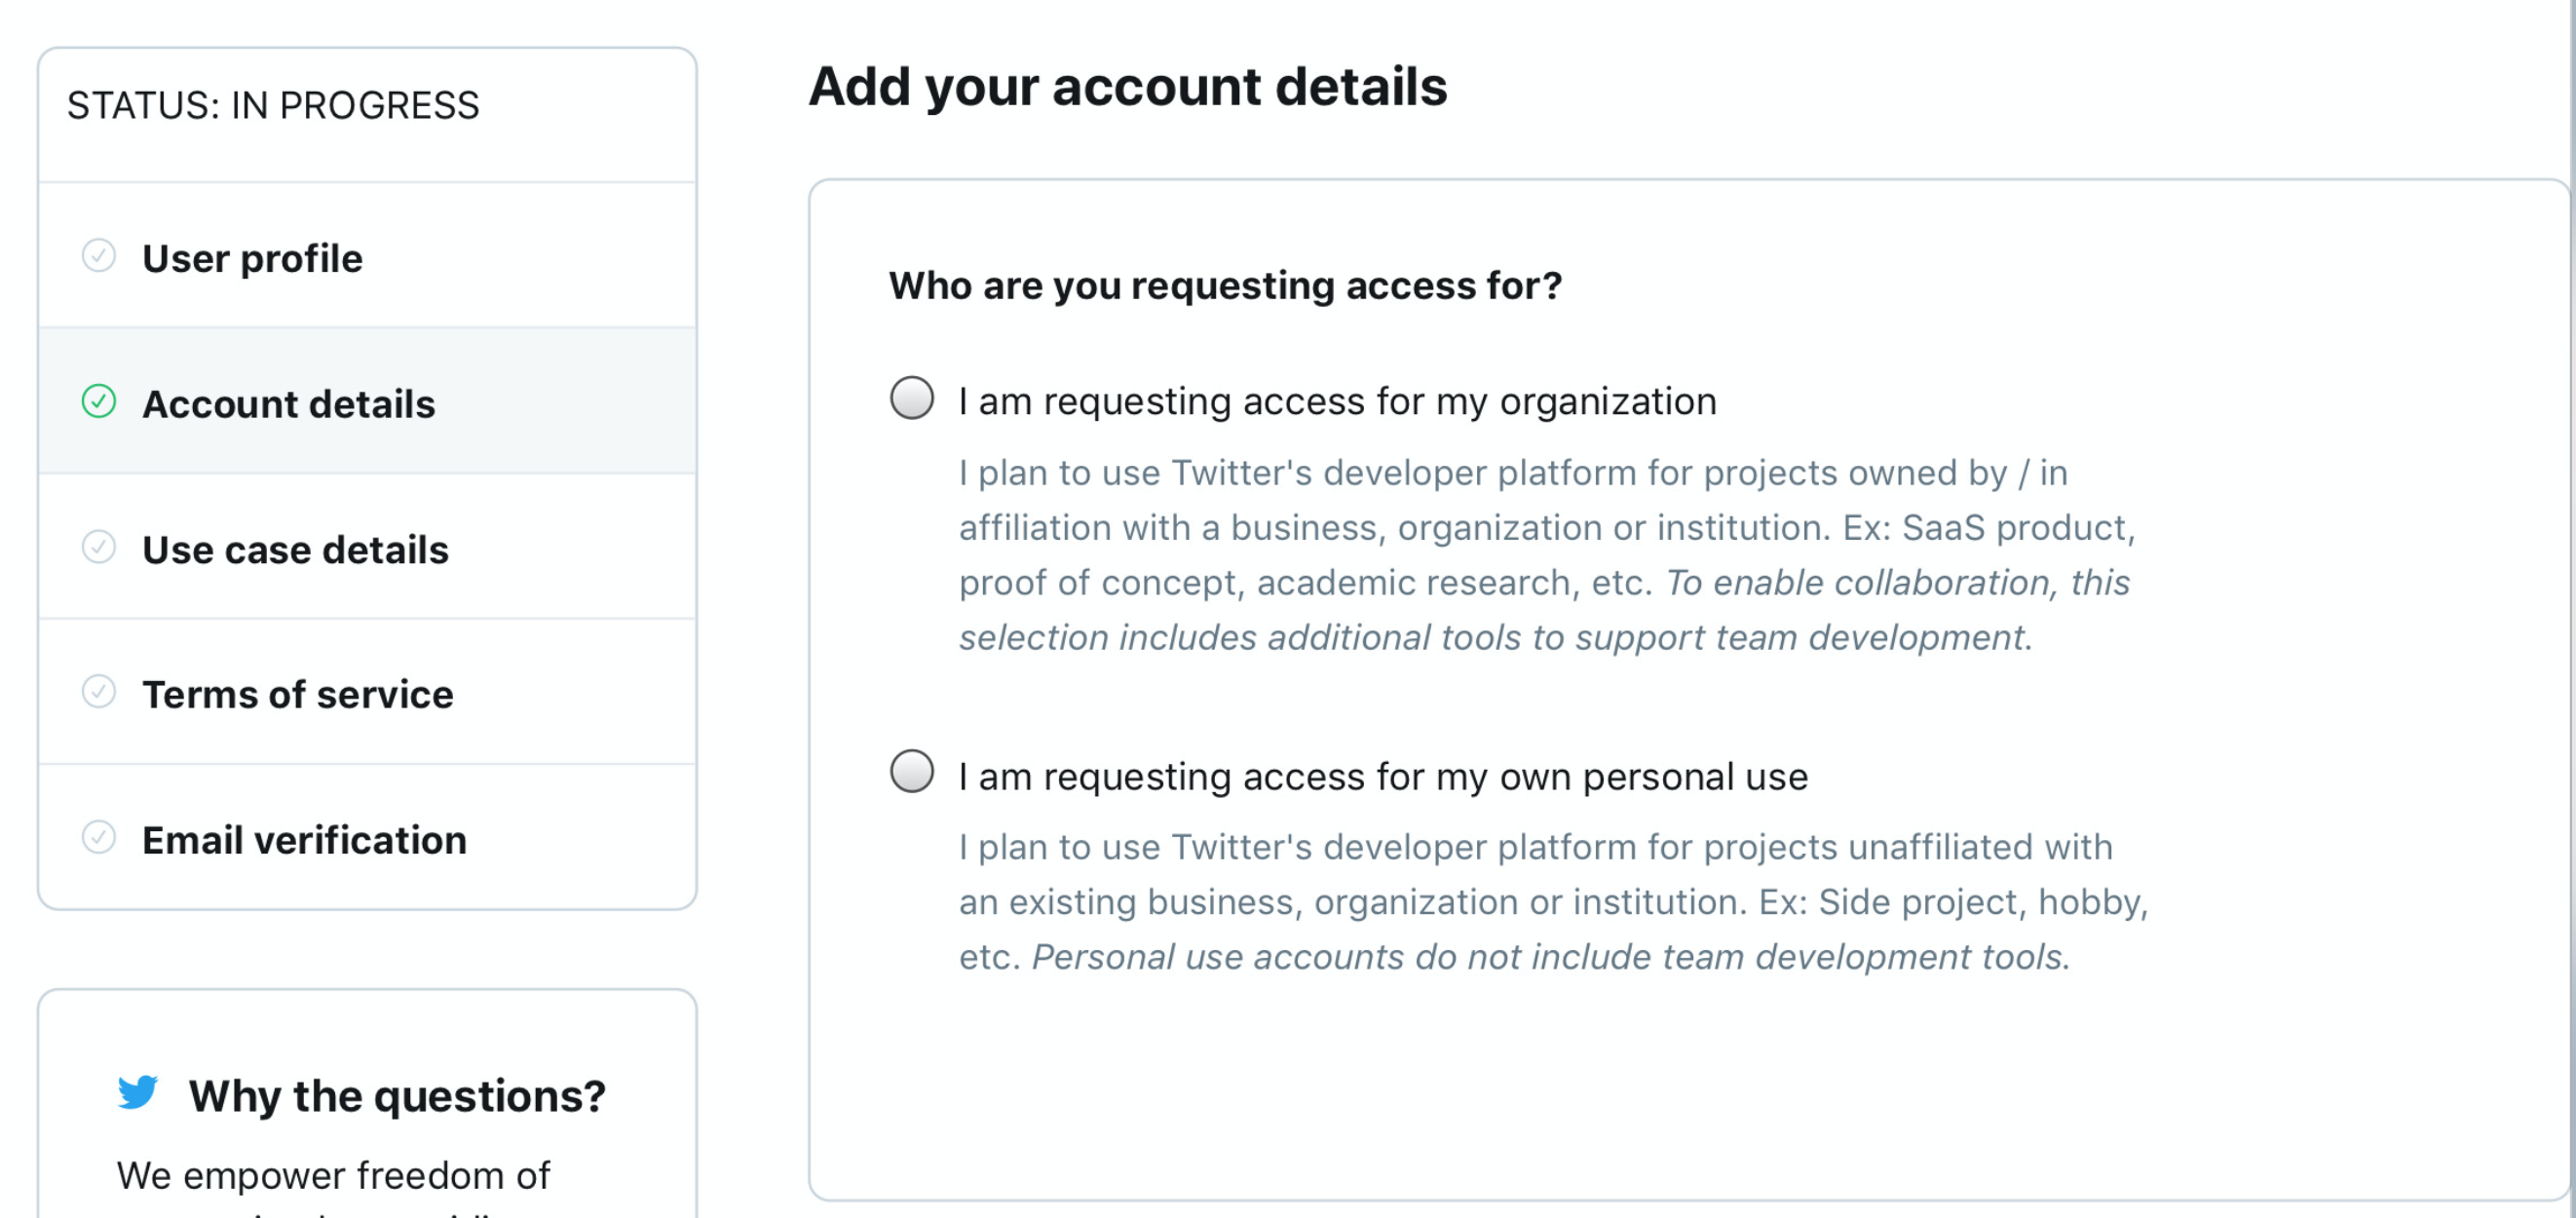 STATUS: IN PROGRESS
User profile
Account details
Use case details
Terms of service
Email verification
Why the questions?
We empower freedom of
Add your account details
Who are you requesting access for?
I am requesting access for my organization
I plan to use Twitter's developer platform for projects owned by / in
affiliation with a business, organization or institution. Ex: SaaS product,
proof of concept, academic research, etc. To enable collaboration, this
selection includes additional tools to support team development.
I am requesting access for my own personal use
I plan to use Twitter's developer platform for projects unaffiliated with
an existing business, organization or institution. Ex: Side project, hobby,
etc. Personal use accounts do not include team development tools.